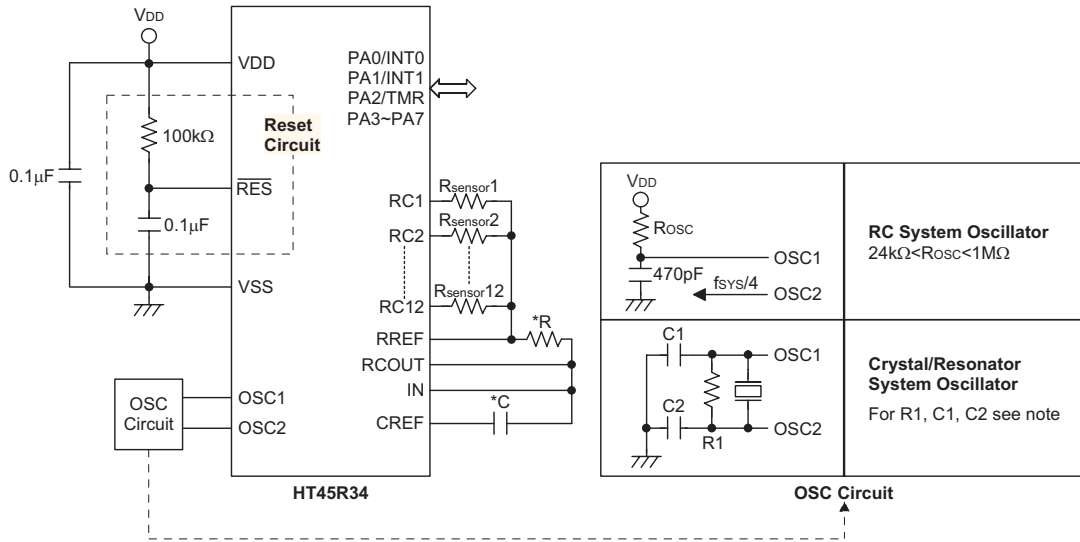 VDD
VDD
PA0/INT0
PA1/INT1
PA2/TMR
PA3~PA7
Reset
Circuit
100kΩ
0.1μF
RES
0.1μF
VSS
RC1
Rsensor1
RC2
Rsensor2
RC12
Rsensor12
RREF
*R
RCOUT
IN
CREF
*C
OSC
Circuit
OSC1
OSC2
HT45R34
VDD
ROSC
OSC1
470pF
fSYS/4
OSC2
RC System Oscillator
24kΩ<ROSC<1MΩ
C1
OSC1
C2
R1
OSC2
Crystal/Resonator
System Oscillator
For R1, C1, C2 see note
OSC Circuit